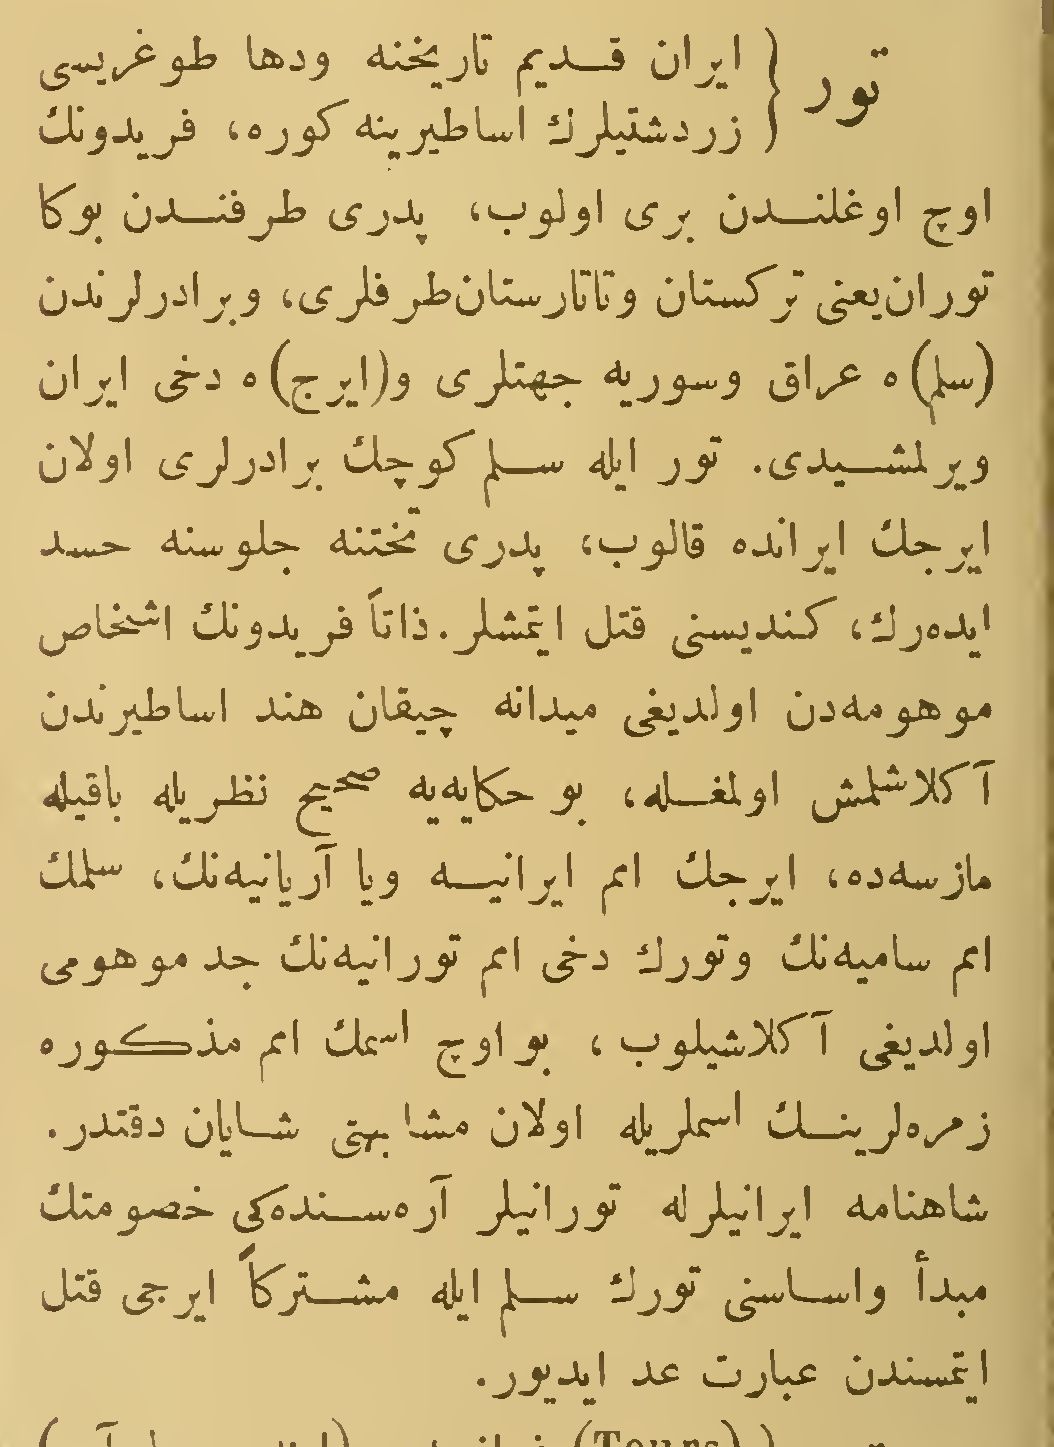 تور { ایران قدیم تاریخنه ودها طوغریسی
زردشتیلرك اساطیرینه کوره، فریدونك
اوچ اوغلندن بری اولوب، پدری طرفندن بوکا
توران‌یعنی ترکستان وتاتارستان‌طرفلری، وبرادرلرندن
(سلم)ه عراق وسوریه جهتلری و(ایرج)ه دخی ایران
ویرلمشیدی. تور ایله سلم کوچك برادرلری اولان
ایرجك ایرانده قالوب، پدری تختنه جلوسنه حسد
ایده‌رك، کندیسنی قتل ایتمشلر. ذاتاً فریدونك اشخاص
موهومه‌دن اولدیغی میدانه چیقان هند اساطیرندن
آکلاشلمش اولمغله، بو حکایه‌یه صحیح نظریله باقیله
مازسه‌ده، ایرجك امم ایرانیه ویا آریانیه‌نك، سلمك
امم سامیه‌نك وتورك دخی امم تورانیه‌نك جد موهومی
اولدیغی آکلاشیلوب، بو اوچ اسمك امم مذکوره
زمره‌لرینك اسملریله اولان مشابهتی شایان دقتدر.
شاهنامه ایرانیلرله تورانیلر آره‌سنده‌کی خصومتك
مبدأ واساسنی تورك سلم ایله مشترکاً ایرجی قتل
ایتمسندن عبارت عد ایدیور.
(Tours)